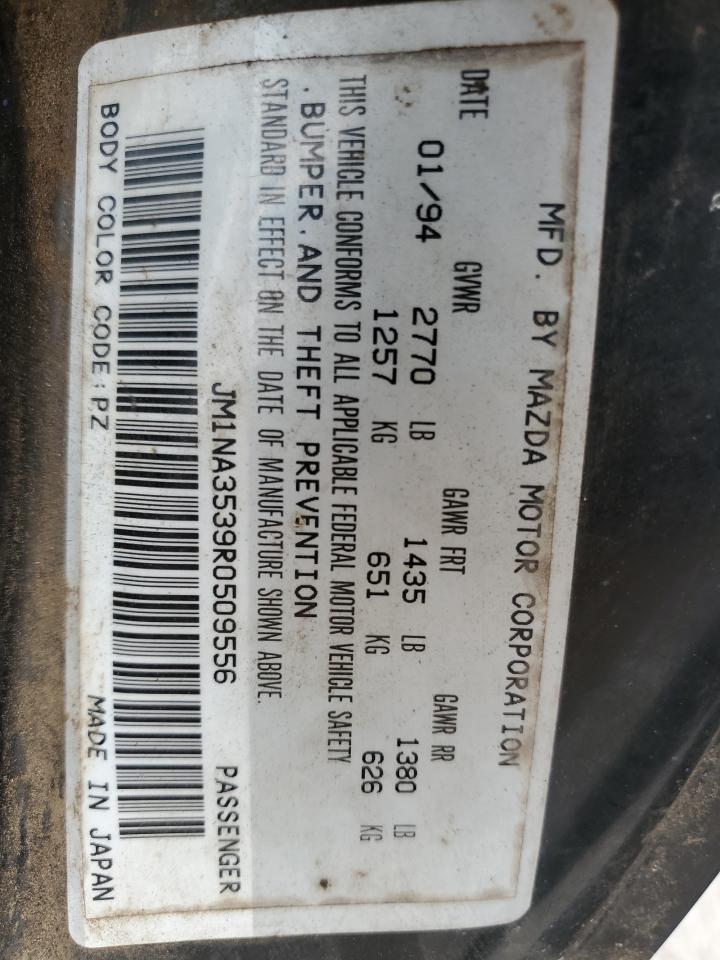 MFD. BY MAZDA MOTOR CORPORATION
DATE GVWR GAWR FRT GAWR RR
01/94 2770 LB 1435 LB 1380 LB
1257 KG 651 KG 626 KG
THIS VEHICLE CONFORMS TO ALL APPLICABLE FEDERAL MOTOR VEHICLE SAFETY
. BUMPER. AND THEFT PREVENTION
STANDARD IN EFFECT ON THE DATE OF MANUFACTURE SHOWN ABOVE.
JM1NA3539R0509556 PASSENGER
BODY COLOR CODE:PZ MADE IN JAPAN